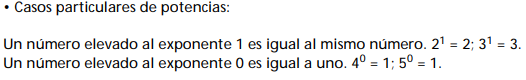 • Casos particulares de potencias:
Un número elevado al exponente 1 es igual al mismo número. 2¹ = 2; 3¹ = 3.
Un número elevado al exponente 0 es igual a uno. 4⁰ = 1; 5⁰ = 1.